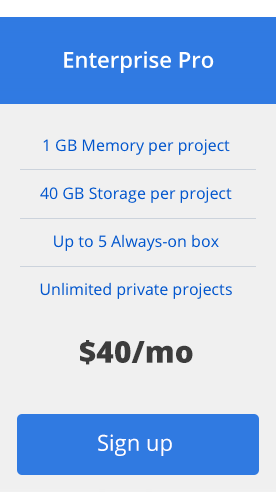 Enterprise Pro
1 GB Memory per project
40 GB Storage per project
Up to 5 Always-on box
Unlimited private projects
$40/mo
Sign up